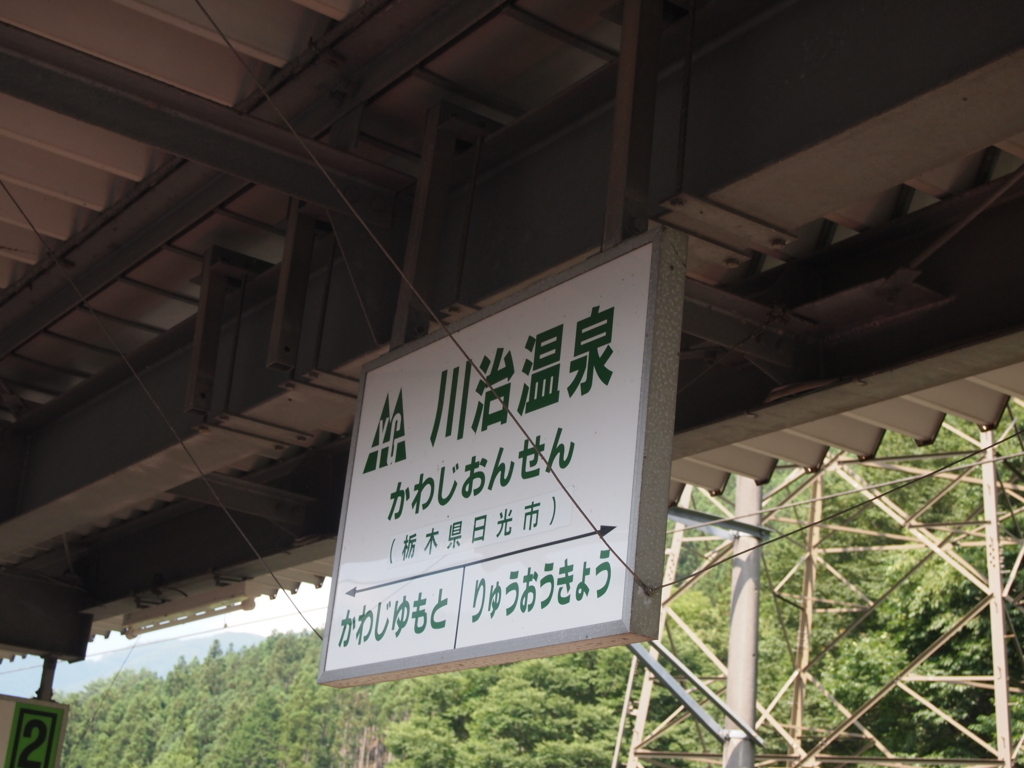 川治温泉
かわじおんせん
(栃木県日光市)
かわじゆもと りゅうおうきょう
2